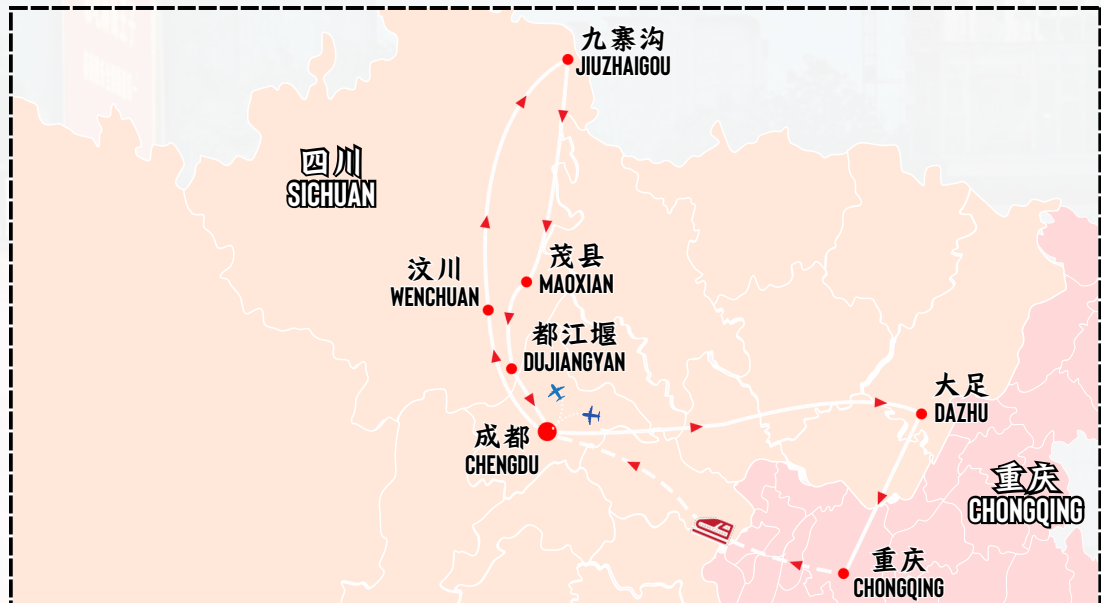 九寨沟
JIUZHAIGOU
四川
SICHUAN
茂县
MAOXIAN
汶川
WENCHUAN
都江堰
DUJIANGYAN
大足
DAZHU
成都
CHENGDU
重庆
CHONGQING
重庆
CHONGQING